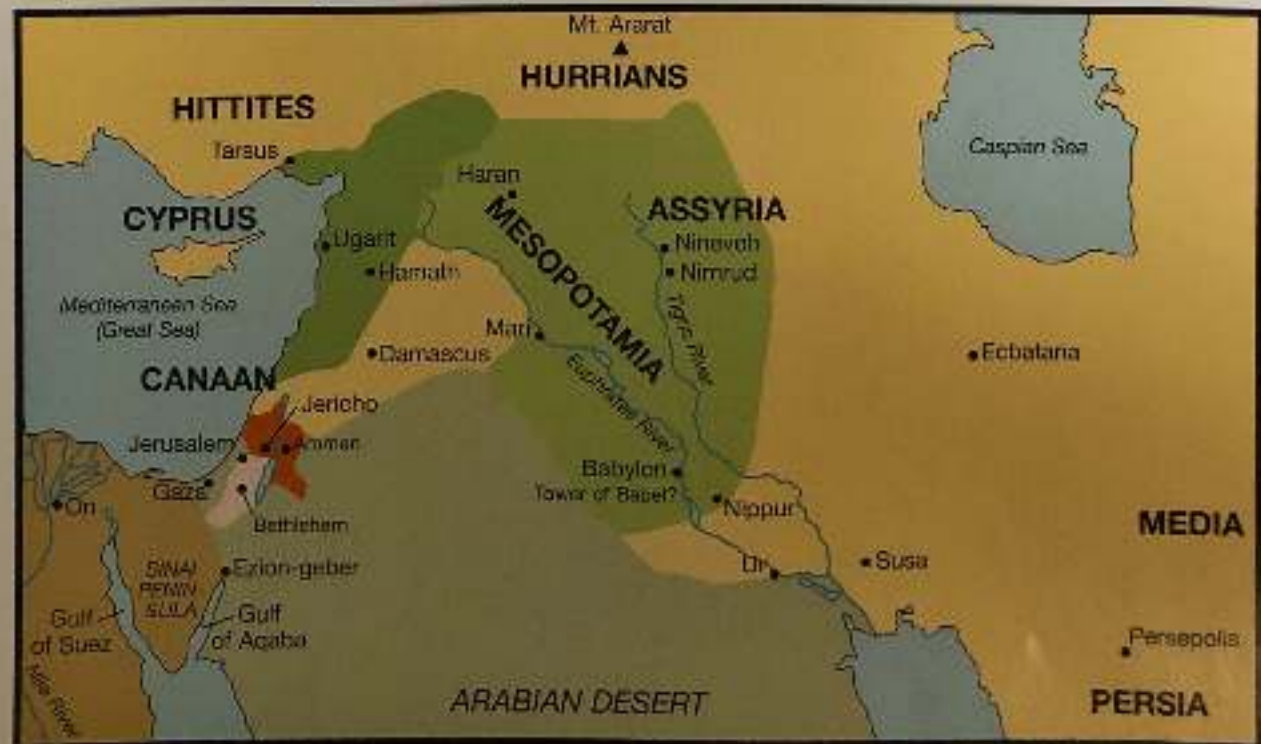 Mt. Ararat
HURRIANS
HITTITES
Tarsus
Caspian Sea
Haran
CYPRUS
MESOPOTAMIA
ASSYRIA
Ugarit
Nineveh
Hamath
Nimrud
Mediterranean Sea
(Great Sea)
Tigris River
Mari
Damascus
Ecbatana
CANAAN
Euphrates River
Jericho
Jerusalem
Amman
Babylon
Tower of Babel?
Gaza
On
Nippur
Bethlehem
MEDIA
SINAI
PENIN
SULA
Ezion-geber
Ur
Susa
Gulf
of Suez
Gulf
of Aqaba
Persepolis
Nile River
ARABIAN DESERT
PERSIA